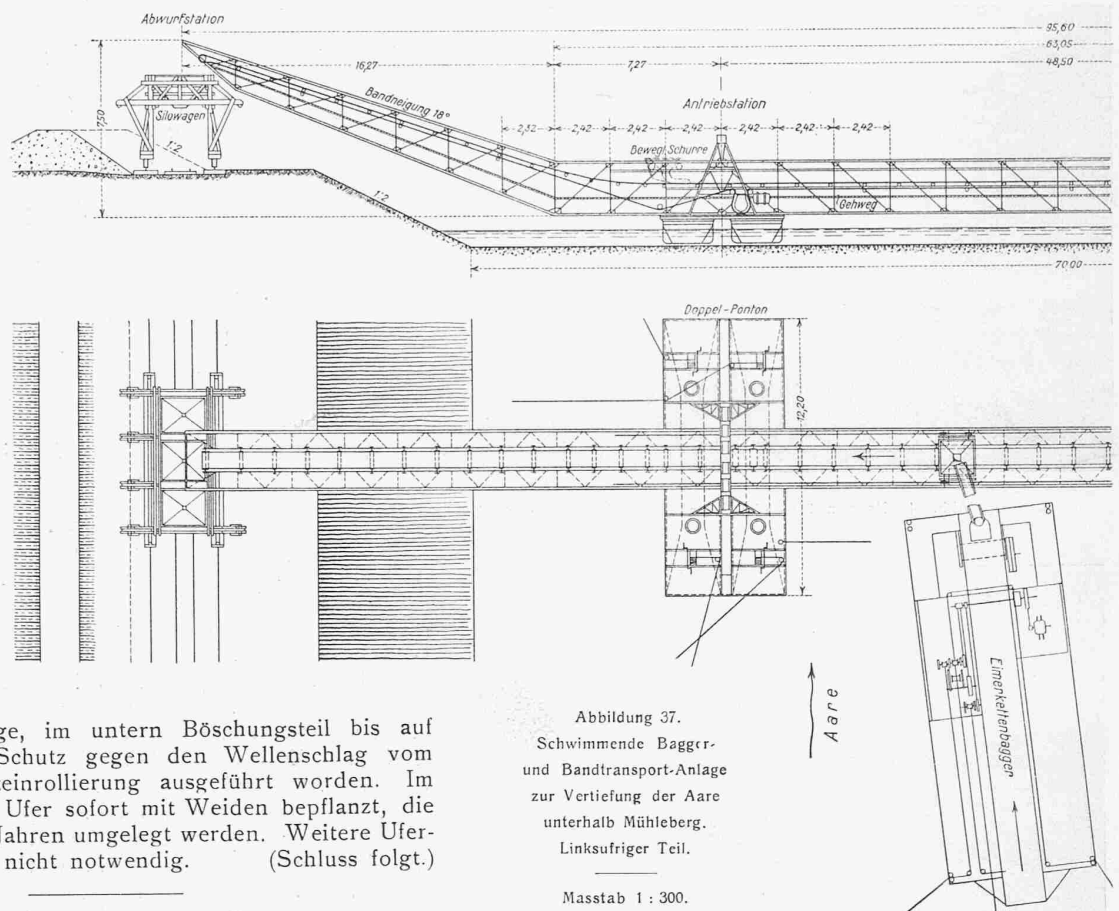 Abwurfstation
95,60
63,05
16,27
7,27
48,50
Bandneigung 18°
Antriebstation
7,50
Silowagen
1:2
2,32
2,42
2,42
2,42
2,42
2,42
2,42
Bewegl. Schurre
1:2
Gehweg
70,00
Doppel-Ponton
12,20
Aare
Eimerkettenbagger
ge, im untern Böschungsteil bis auf
Schutz gegen den Wellenschlag vom
einrollierung ausgeführt worden. Im
Ufer sofort mit Weiden bepflanzt, die
Jahren umgelegt werden. Weitere Ufer-
nicht notwendig. (Schluss folgt.)
Abbildung 37.
Schwimmende Bagger-
und Bandtransport-Anlage
zur Vertiefung der Aare
unterhalb Mühleberg.
Linksufriger Teil.
Masstab 1 : 300.